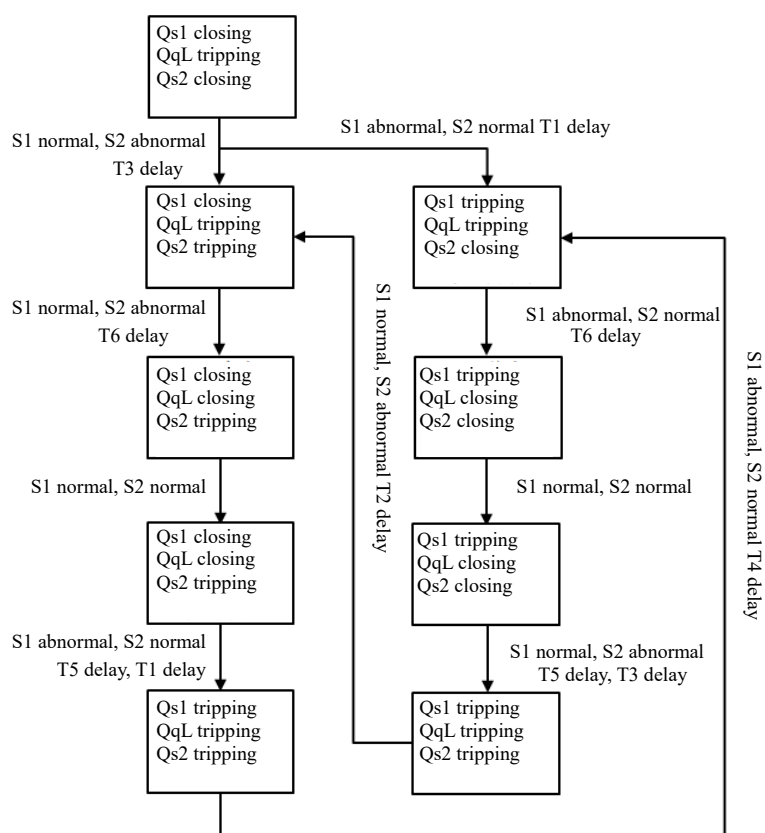 Qs1 closing
QqL tripping
Qs2 closing
S1 normal, S2 abnormal
T3 delay
S1 abnormal, S2 normal T1 delay
Qs1 closing
QqL tripping
Qs2 tripping
Qs1 tripping
QqL tripping
Qs2 closing
S1 normal, S2 abnormal
T6 delay
S1 normal, S2 abnormal T2 delay
S1 abnormal, S2 normal
T6 delay
S1 abnormal, S2 normal T4 delay
Qs1 closing
QqL closing
Qs2 tripping
Qs1 tripping
QqL closing
Qs2 closing
S1 normal, S2 normal
S1 normal, S2 normal
Qs1 closing
QqL closing
Qs2 tripping
Qs1 tripping
QqL closing
Qs2 closing
S1 abnormal, S2 normal
T5 delay, T1 delay
S1 normal, S2 abnormal
T5 delay, T3 delay
Qs1 tripping
QqL tripping
Qs2 tripping
Qs1 tripping
QqL tripping
Qs2 tripping